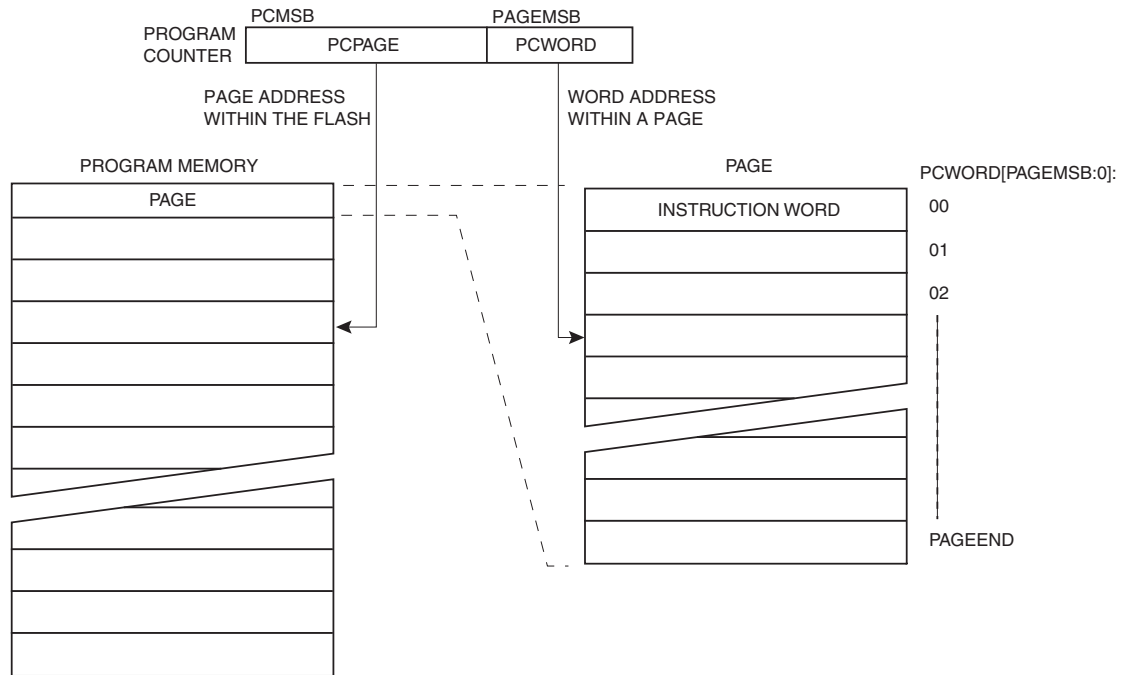 PCMSB
PAGEMSB
PROGRAM
COUNTER
PCPAGE
PCWORD
PAGE ADDRESS
WITHIN THE FLASH
WORD ADDRESS
WITHIN A PAGE
PROGRAM MEMORY
PAGE
PAGE
INSTRUCTION WORD
PCWORD[PAGEMSB:0]:
00
01
02
PAGEEND